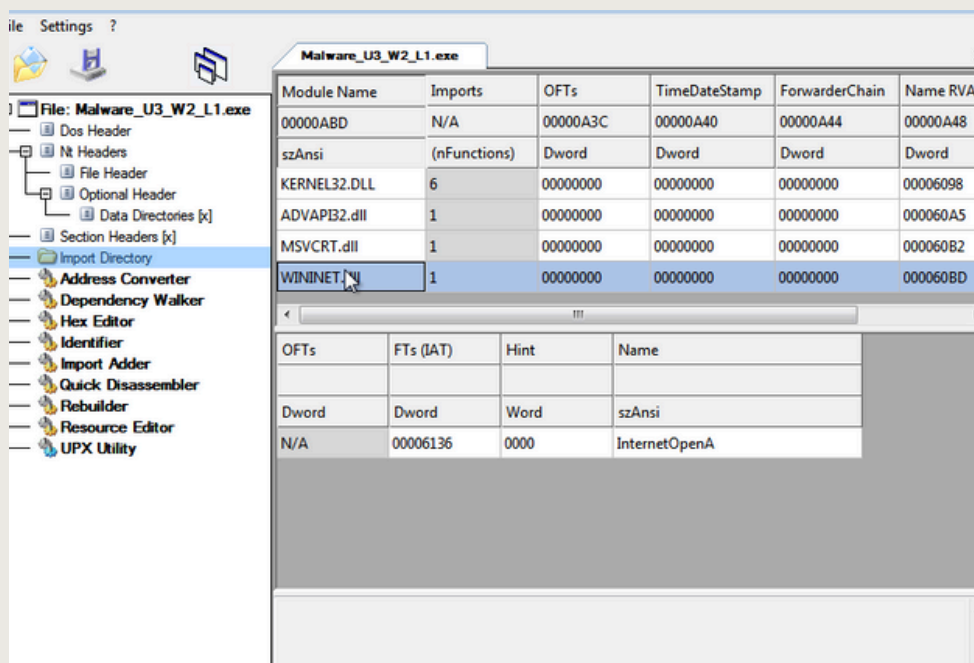 Settings ?
Malware_U3_W2_L1.exe
File: Malware_U3_W2_L1.exe
Dos Header
Nt Headers
File Header
Optional Header
Data Directories [x]
Section Headers [x]
Import Directory
Address Converter
Dependency Walker
Hex Editor
Identifier
Import Adder
Quick Disassembler
Rebuilder
Resource Editor
UPX Utility
Module Name Imports OFTs TimeDateStamp ForwarderChain Name RVA
00000ABD N/A 00000A3C 00000A40 00000A44 00000A48
szAnsi (nFunctions) Dword Dword Dword Dword
KERNEL32.DLL 6 00000000 00000000 00000000 00006098
ADVAPI32.dll 1 00000000 00000000 00000000 000060A5
MSVCRT.dll 1 00000000 00000000 00000000 000060B2
1 00000000 00000000 00000000 000060BD
OFTs FTs (IAT) Hint Name
Dword Dword Word szAnsi
N/A 00006136 0000 InternetOpenA